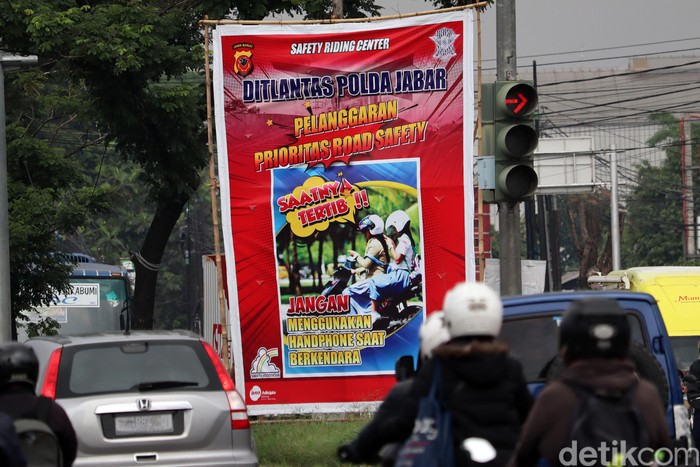 SAFETY RIDING CENTER
DITLANTAS POLDA JABAR
PELANGGARAN
PRIORITAS ROAD SAFETY
SAATNYA
TERTIB !!
JANGAN
MENGGUNAKAN
HANDPHONE SAAT
BERKENDARA
detikcom